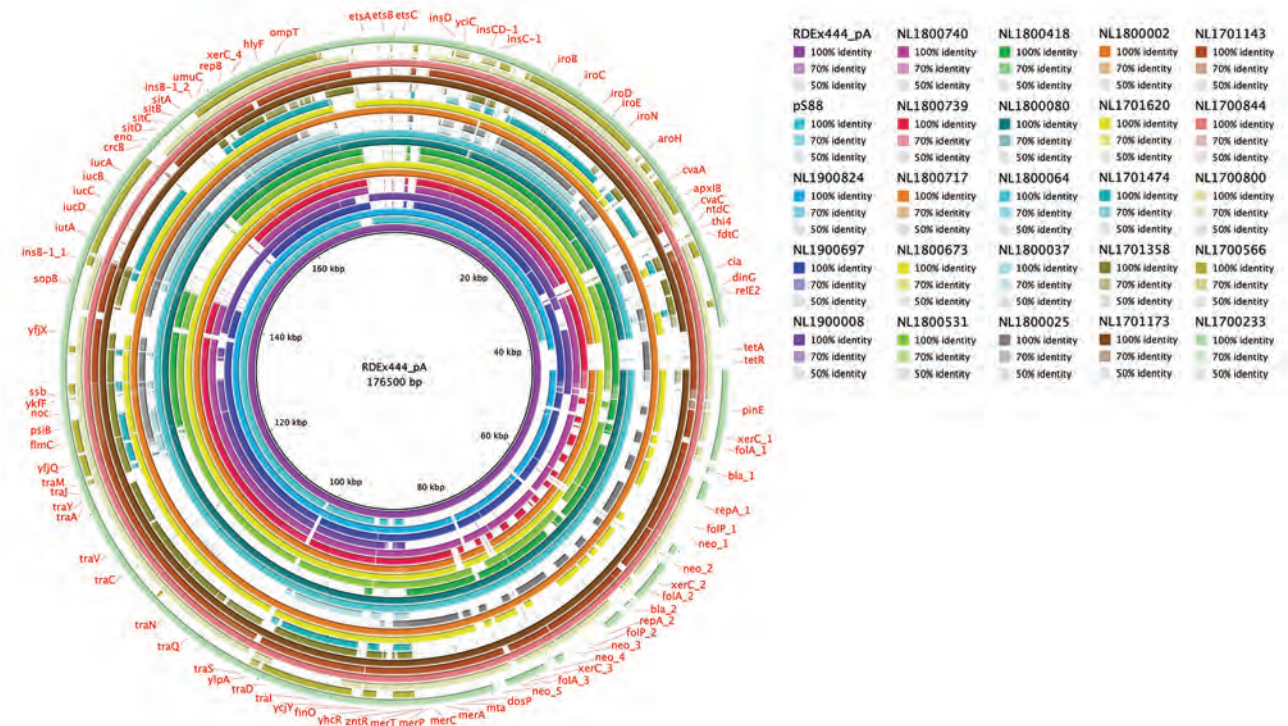 etsA
etsB
etsC
insD
yciC
insCD-1
insC-1
iroB
iroC
iroD
iroE
iroN
aroH
cvaA
apxIB
cvaC
ntdC
thi4
fdtC
cia
dinG
relE2
tetA
tetR
pinE
xerC_1
folA_1
bla_1
repA_1
folP_1
neo_1
neo_2
xerC_2
folA_2
bla_2
repA_2
folP_2
neo_3
neo_4
xerC_3
folA_3
neo_5
dosP
mta
merA
merC
merP
merT
zntR
yhcR
finO
ycjY
traI
traD
ylpA
traS
traQ
traN
traC
traV
traA
traY
traJ
traM
yfjQ
flmC
psiB
noc
ykfF
ssb
yfjX
sopB
insB-1_1
iutA
iucD
iucC
iucB
iucA
crcB
eno
sitD
sitC
sitB
sitA
insB-1_2
umuC
repB
xerC_4
hlyF
ompT
20 kbp
40 kbp
60 kbp
80 kbp
100 kbp
120 kbp
140 kbp
160 kbp
RDEx444_pA
176500 bp
RDEx444_pA
100% identity
70% identity
50% identity
pS88
100% identity
70% identity
50% identity
NL1900824
100% identity
70% identity
50% identity
NL1900697
100% identity
70% identity
50% identity
NL1900008
100% identity
70% identity
50% identity
NL1800740
100% identity
70% identity
50% identity
NL1800739
100% identity
70% identity
50% identity
NL1800717
100% identity
70% identity
50% identity
NL1800673
100% identity
70% identity
50% identity
NL1800531
100% identity
70% identity
50% identity
NL1800418
100% identity
70% identity
50% identity
NL1800080
100% identity
70% identity
50% identity
NL1800064
100% identity
70% identity
50% identity
NL1800037
100% identity
70% identity
50% identity
NL1800025
100% identity
70% identity
50% identity
NL1800002
100% identity
70% identity
50% identity
NL1701620
100% identity
70% identity
50% identity
NL1701474
100% identity
70% identity
50% identity
NL1701358
100% identity
70% identity
50% identity
NL1701173
100% identity
70% identity
50% identity
NL1701143
100% identity
70% identity
50% identity
NL1700844
100% identity
70% identity
50% identity
NL1700800
100% identity
70% identity
50% identity
NL1700566
100% identity
70% identity
50% identity
NL1700233
100% identity
70% identity
50% identity